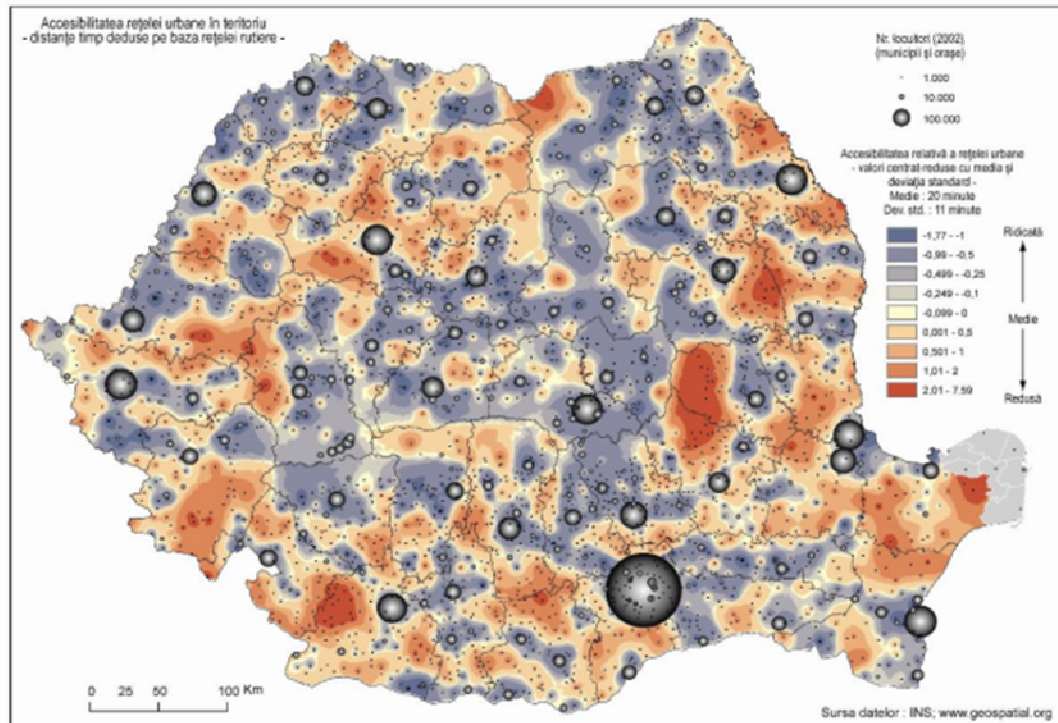 Accesibilitatea rețelei urbane în teritoriu
- distanțe timp deduse pe baza rețelei rutiere -
Nr. locuitori (2002)
(municipii și orașe)
1.000
10.000
100.000
Accesibilitatea relativă a rețelei urbane
- valori centrat-reduse cu media și
deviația standard -
Medie : 20 minute
Dev. std. : 11 minute
-1,77 - -1
-0,99 - -0,5
-0,499 - -0,25
-0,249 - -0,1
-0,099 - 0
0,001 - 0,5
0,501 - 1
1,01 - 2
2,01 - 7,59
Ridicată
Medie
Redusă
0 25 50 100 Km
Sursa datelor : INS; www.geospatial.org